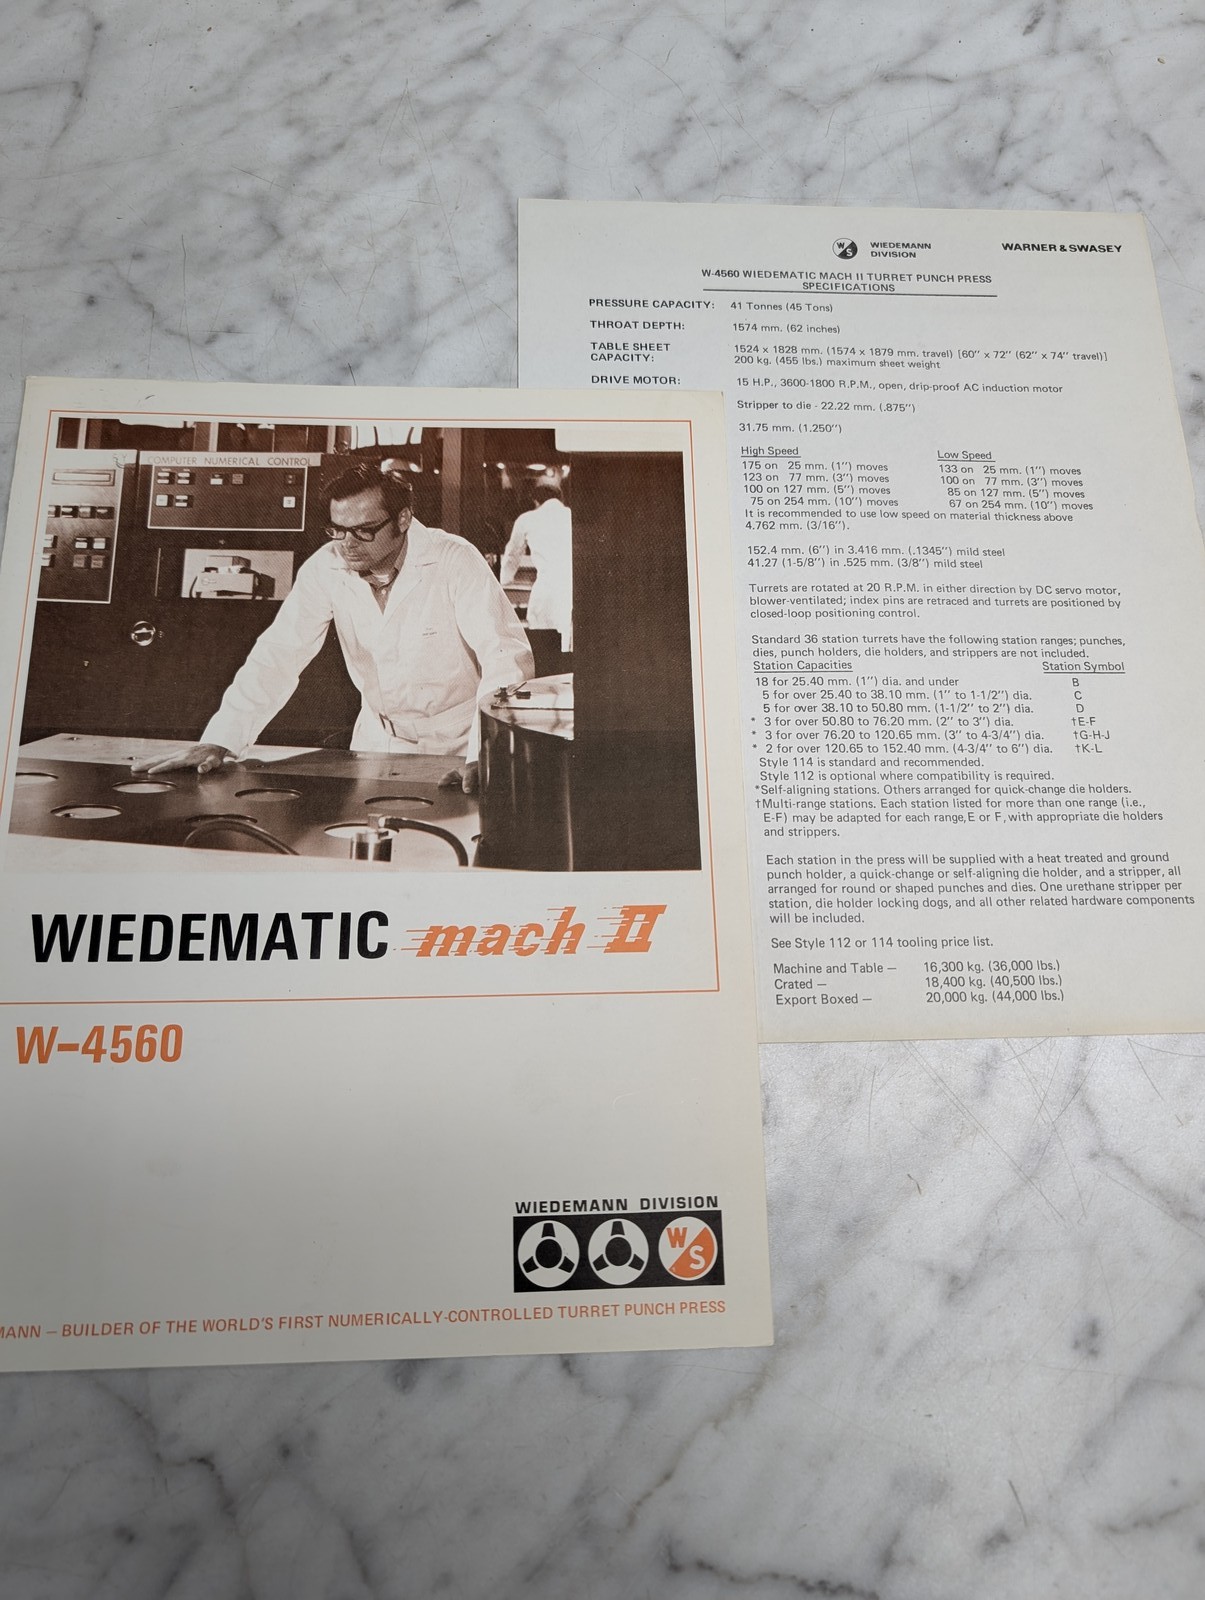 COMPUTER NUMERICAL CONTROL
WIEDEMATIC mach II
W-4560
WIEDEMANN DIVISION
W
S
MANN – BUILDER OF THE WORLD'S FIRST NUMERICALLY-CONTROLLED TURRET PUNCH PRESS
W
S
WIEDEMANN
DIVISION
WARNER & SWASEY
W-4560 WIEDEMATIC MACH II TURRET PUNCH PRESS
SPECIFICATIONS
PRESSURE CAPACITY: 41 Tonnes (45 Tons)
THROAT DEPTH: 1574 mm. (62 inches)
TABLE SHEET
CAPACITY: 1524 x 1828 mm. (1574 x 1879 mm. travel) [60" x 72" (62" x 74" travel)]
200 kg. (455 lbs.) maximum sheet weight
DRIVE MOTOR: 15 H.P., 3600-1800 R.P.M., open, drip-proof AC induction motor
Stripper to die - 22.22 mm. (.875")
31.75 mm. (1.250")
High Speed Low Speed
175 on 25 mm. (1") moves 133 on 25 mm. (1") moves
123 on 77 mm. (3") moves 100 on 77 mm. (3") moves
100 on 127 mm. (5") moves 85 on 127 mm. (5") moves
75 on 254 mm. (10") moves 67 on 254 mm. (10") moves
It is recommended to use low speed on material thickness above
4.762 mm. (3/16").
152.4 mm. (6") in 3.416 mm. (.1345") mild steel
41.27 (1-5/8") in .525 mm. (3/8") mild steel
Turrets are rotated at 20 R.P.M. in either direction by DC servo motor,
blower-ventilated; index pins are retraced and turrets are positioned by
closed-loop positioning control.
Standard 36 station turrets have the following station ranges; punches,
dies, punch holders, die holders, and strippers are not included.
Station Capacities Station Symbol
18 for 25.40 mm. (1") dia. and under B
5 for over 25.40 to 38.10 mm. (1" to 1-1/2") dia. C
5 for over 38.10 to 50.80 mm. (1-1/2" to 2") dia. D
* 3 for over 50.80 to 76.20 mm. (2" to 3") dia. †E-F
* 3 for over 76.20 to 120.65 mm. (3" to 4-3/4") dia. †G-H-J
* 2 for over 120.65 to 152.40 mm. (4-3/4" to 6") dia. †K-L
Style 114 is standard and recommended.
Style 112 is optional where compatibility is required.
*Self-aligning stations. Others arranged for quick-change die holders.
†Multi-range stations. Each station listed for more than one range (i.e.,
E-F) may be adapted for each range, E or F, with appropriate die holders
and strippers.
Each station in the press will be supplied with a heat treated and ground
punch holder, a quick-change or self-aligning die holder, and a stripper, all
arranged for round or shaped punches and dies. One urethane stripper per
station, die holder locking dogs, and all other related hardware components
will be included.
See Style 112 or 114 tooling price list.
Machine and Table – 16,300 kg. (36,000 lbs.)
Crated – 18,400 kg. (40,500 lbs.)
Export Boxed – 20,000 kg. (44,000 lbs.)